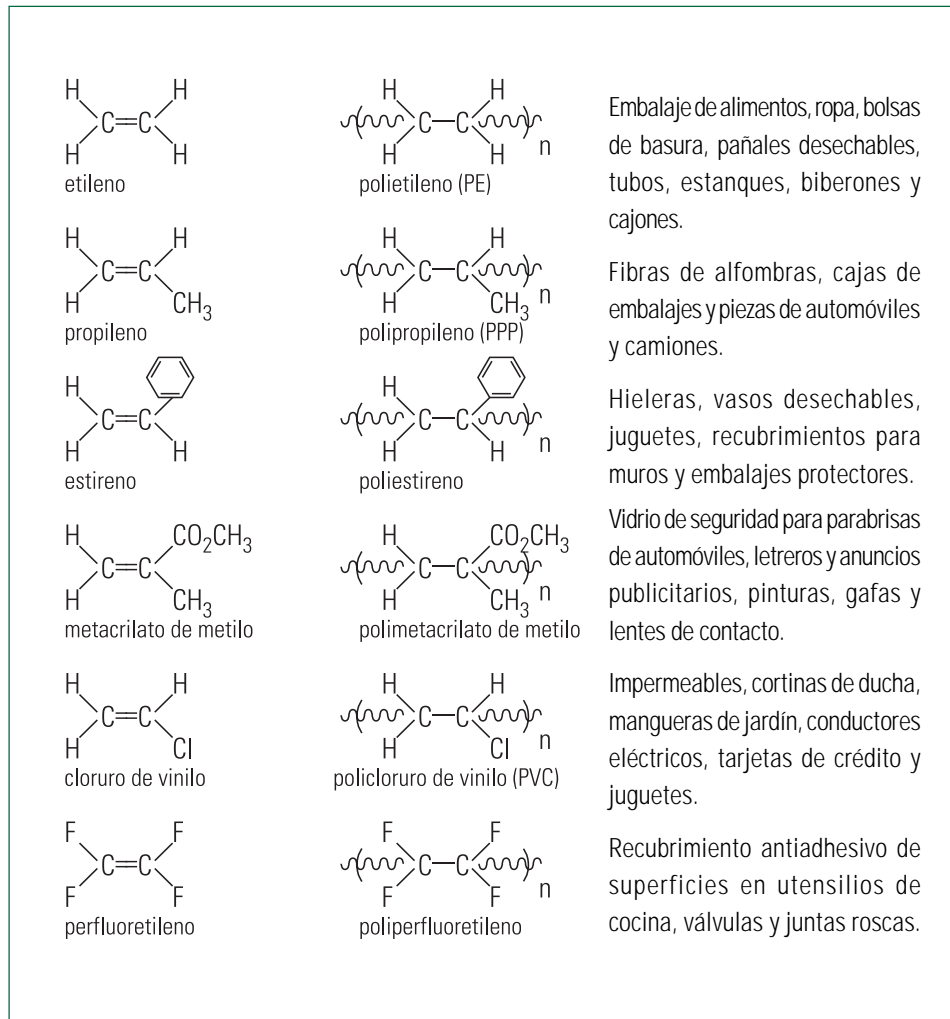 H H H H
C=C C—C n
H H H H
etileno polietileno (PE)
Embalaje de alimentos, ropa, bolsas
de basura, pañales desechables,
tubos, estanques, biberones y
cajones.
H H H H
C=C C—C n
H CH3 H CH3
propileno polipropileno (PPP)
Fibras de alfombras, cajas de
embalajes y piezas de automóviles
y camiones.
H H
C=C C—C n
H H H H
estireno poliestireno
Hieleras, vasos desechables,
juguetes, recubrimientos para
muros y embalajes protectores.
H CO2CH3 H CO2CH3
C=C C—C n
H CH3 H CH3
metacrilato de metilo polimetacrilato de metilo
Vidrio de seguridad para parabrisas
de automóviles, letreros y anuncios
publicitarios, pinturas, gafas y
lentes de contacto.
H H H H
C=C C—C n
H Cl H Cl
cloruro de vinilo policloruro de vinilo (PVC)
Impermeables, cortinas de ducha,
mangueras de jardín, conductores
eléctricos, tarjetas de crédito y
juguetes.
F F F F
C=C C—C n
F F F F
perfluoretileno poliperfluoretileno
Recubrimiento antiadhesivo de
superficies en utensilios de
cocina, válvulas y juntas roscas.